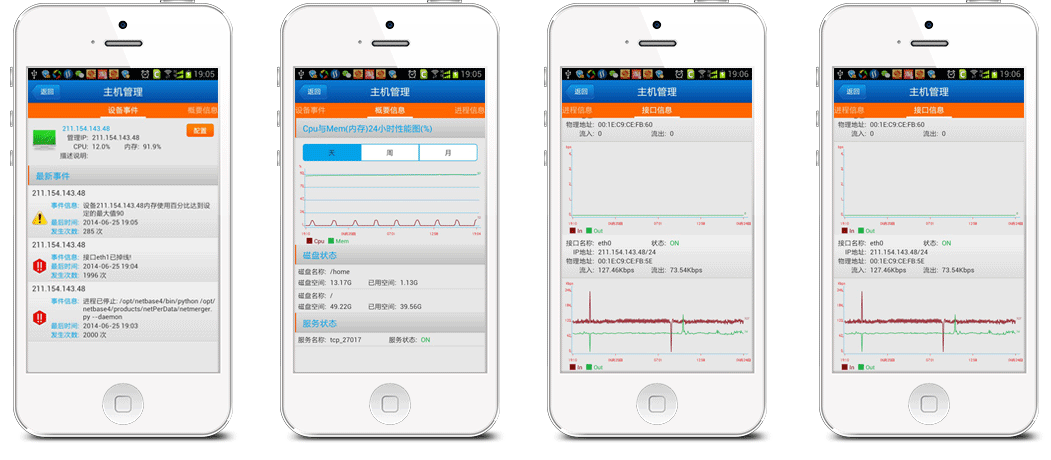 19:05
返回
主机管理
设备事件
概要信息
211.154.143.48
管理IP: 211.154.143.48
CPU: 12.0% 内存: 91.9%
描述说明:
配置
最新事件
211.154.143.48
事件信息: 设备211.154.143.48内存使用百分比达到设
定的最大值90
最后时间: 2014-06-25 19:05
发生次数: 285 次
211.154.143.48
事件信息: 接口eth1已掉线!
最后时间: 2014-06-25 19:04
发生次数: 1996 次
211.154.143.48
事件信息: 进程已停止: /opt/netbase4/bin/python /opt/
netbase4/products/netPerData/netmerger.
py --daemon
最后时间: 2014-06-25 19:03
发生次数: 2000 次
19:05
返回
主机管理
设备事件
概要信息
进程信息
Cpu与Mem(内存)24小时性能图(%)
天 周 月
Cpu Mem
磁盘状态
磁盘名称: /home
磁盘空间: 13.17G 已用空间: 1.13G
磁盘名称: /
磁盘空间: 49.22G 已用空间: 39.56G
服务状态
服务名称: tcp_27017 服务状态: ON
19:06
返回
主机管理
进程信息
接口信息
物理地址: 00:1E:C9:CE:FB:60
流入: 0 流出: 0
In Out
接口名称: eth0 状态: ON
IP地址: 211.154.143.48/24
物理地址: 00:1E:C9:CE:FB:5E
流入: 127.46Kbps 流出: 73.54Kbps
In Out
19:06
返回
主机管理
进程信息
接口信息
物理地址: 00:1E:C9:CE:FB:60
流入: 0 流出: 0
In Out
接口名称: eth0 状态: ON
IP地址: 211.154.143.48/24
物理地址: 00:1E:C9:CE:FB:5E
流入: 127.46Kbps 流出: 73.54Kbps
In Out